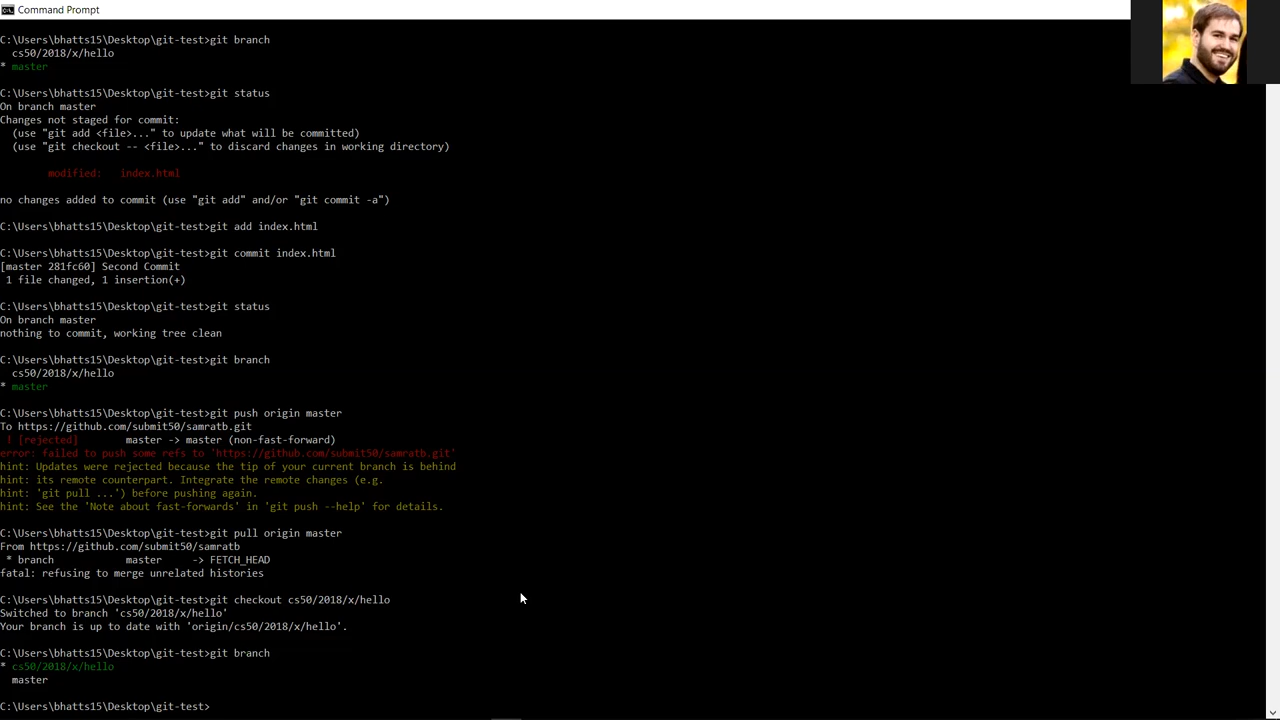 Command Prompt
C:\Users\bhatts15\Desktop\git-test>git branch
  cs50/2018/x/hello
* master
C:\Users\bhatts15\Desktop\git-test>git status
On branch master
Changes not staged for commit:
  (use "git add <file>..." to update what will be committed)
  (use "git checkout -- <file>..." to discard changes in working directory)
        modified:   index.html
no changes added to commit (use "git add" and/or "git commit -a")
C:\Users\bhatts15\Desktop\git-test>git add index.html
C:\Users\bhatts15\Desktop\git-test>git commit index.html
[master 281fc60] Second Commit
 1 file changed, 1 insertion(+)
C:\Users\bhatts15\Desktop\git-test>git status
On branch master
nothing to commit, working tree clean
C:\Users\bhatts15\Desktop\git-test>git branch
  cs50/2018/x/hello
* master
C:\Users\bhatts15\Desktop\git-test>git push origin master
To https://github.com/submit50/samratb.git
 ! [rejected]        master -> master (non-fast-forward)
error: failed to push some refs to 'https://github.com/submit50/samratb.git'
hint: Updates were rejected because the tip of your current branch is behind
hint: its remote counterpart. Integrate the remote changes (e.g.
hint: 'git pull ...') before pushing again.
hint: See the 'Note about fast-forwards' in 'git push --help' for details.
C:\Users\bhatts15\Desktop\git-test>git pull origin master
From https://github.com/submit50/samratb
 * branch            master     -> FETCH_HEAD
fatal: refusing to merge unrelated histories
C:\Users\bhatts15\Desktop\git-test>git checkout cs50/2018/x/hello
Switched to branch 'cs50/2018/x/hello'
Your branch is up to date with 'origin/cs50/2018/x/hello'.
C:\Users\bhatts15\Desktop\git-test>git branch
* cs50/2018/x/hello
  master
C:\Users\bhatts15\Desktop\git-test>